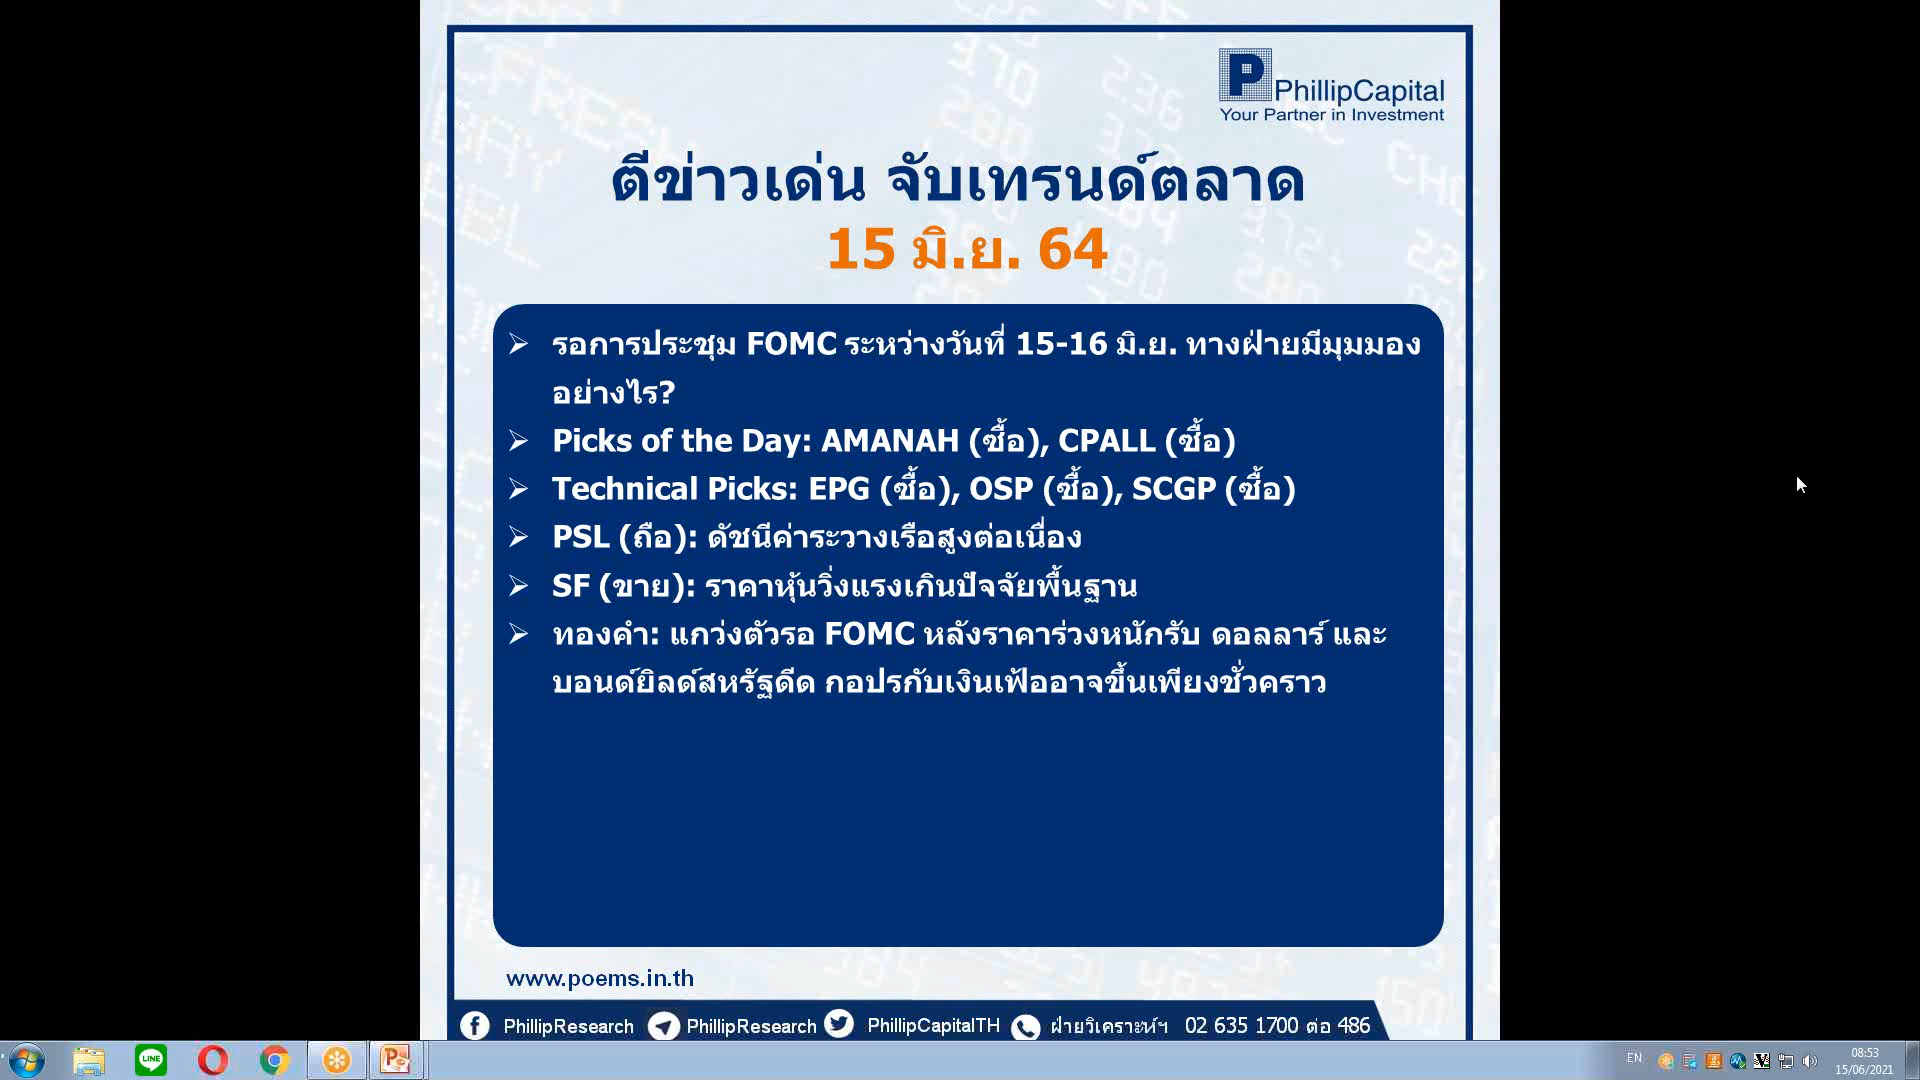 PhillipCapital
Your Partner in Investment
ตีข่าวเด่น จับเทรนด์ตลาด
15 มิ.ย. 64
➢ รอการประชุม FOMC ระหว่างวันที่ 15-16 มิ.ย. ทางฝ่ายมีมุมมอง
อย่างไร?
➢ Picks of the Day: AMANAH (ซื้อ), CPALL (ซื้อ)
➢ Technical Picks: EPG (ซื้อ), OSP (ซื้อ), SCGP (ซื้อ)
➢ PSL (ถือ): ดัชนีค่าระวางเรือสูงต่อเนื่อง
➢ SF (ขาย): ราคาหุ้นวิ่งแรงเกินปัจจัยพื้นฐาน
➢ ทองคำ: แกว่งตัวรอ FOMC หลังราคาร่วงหนักรับ ดอลลาร์ และ
บอนด์ยิลด์สหรัฐดีด กอปรกับเงินเฟ้ออาจขึ้นเพียงชั่วคราว
www.poems.in.th
PhillipResearch PhillipResearch PhillipCapitalTH ฝ่ายวิเคราะห์ฯ 02 635 1700 ต่อ 486
LINE
EN
08:53
15/06/2021